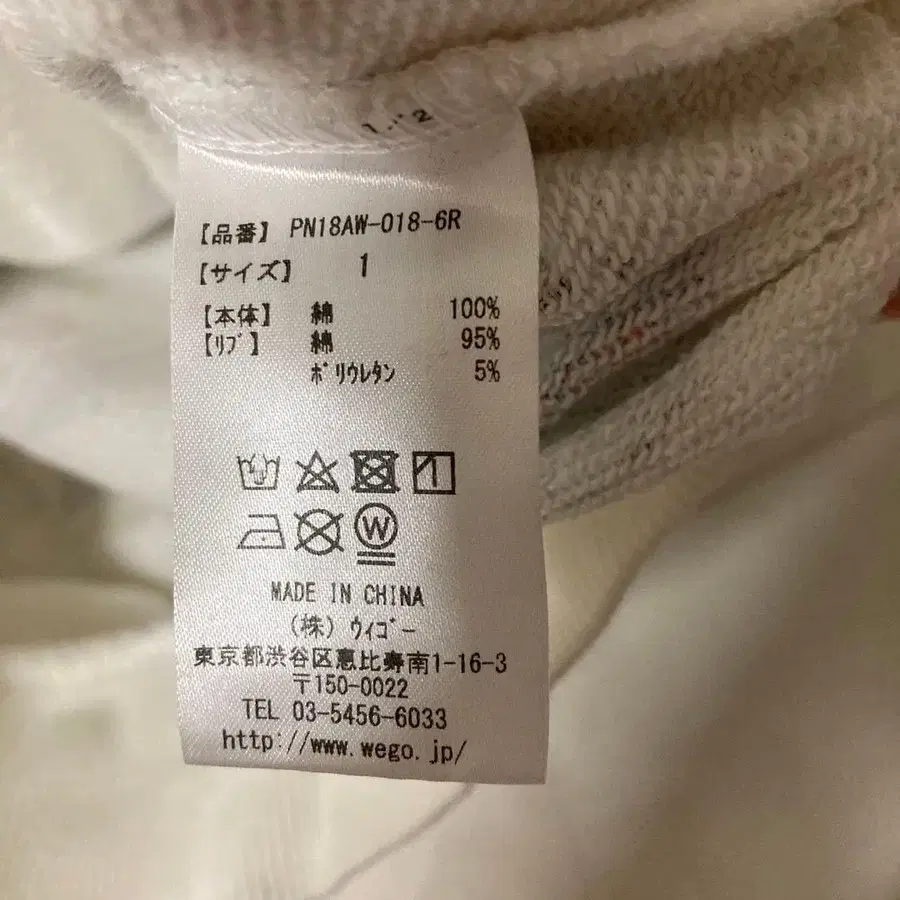 【品番】 PN18AW-018-6R
【サイズ】 1
【本体】 綿 100%
【リブ】 綿 95%
ポリウレタン 5%
W
MADE IN CHINA
(株) ウィゴー
東京都渋谷区恵比寿南1-16-3
〒150-0022
TEL 03-5456-6033
http://www.wego.jp/